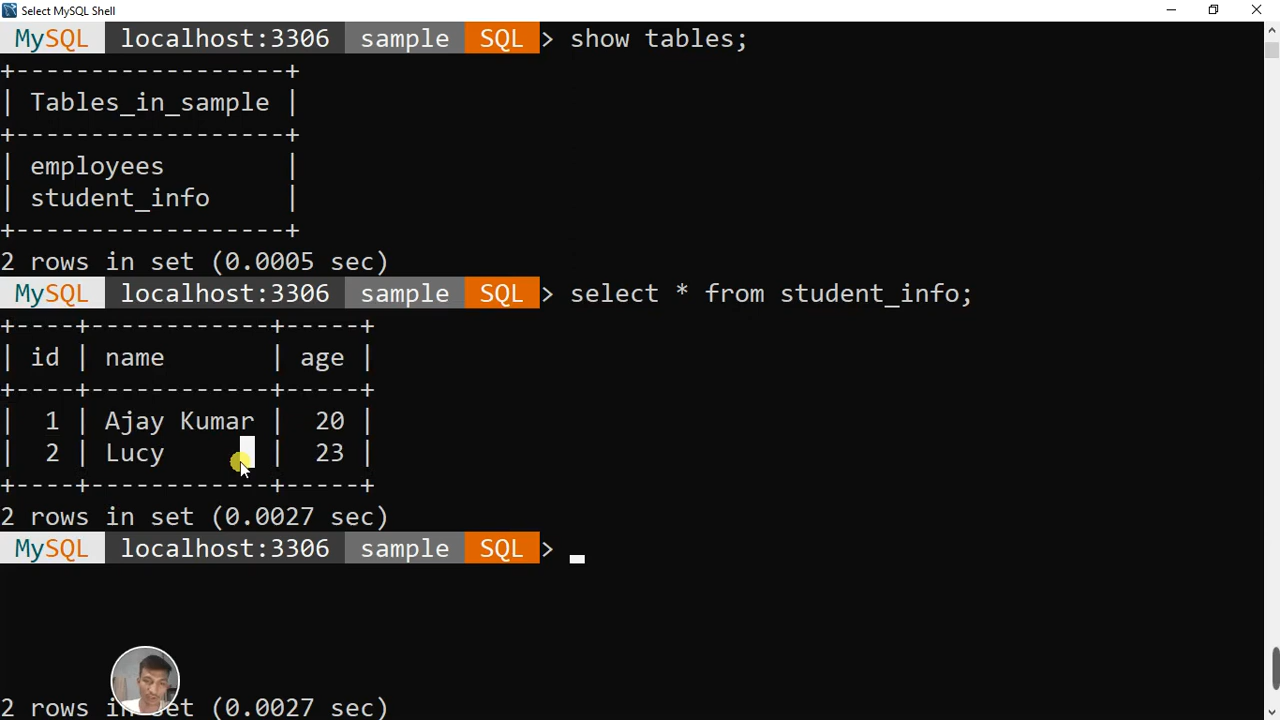 Select MySQL Shell
MySQL localhost:3306 sample SQL > show tables;
+------------------+
| Tables_in_sample |
+------------------+
| employees        |
| student_info     |
+------------------+
2 rows in set (0.0005 sec)
MySQL localhost:3306 sample SQL > select * from student_info;
+----+------------+-----+
| id | name       | age |
+----+------------+-----+
|  1 | Ajay Kumar |  20 |
|  2 | Lucy       |  23 |
+----+------------+-----+
2 rows in set (0.0027 sec)
MySQL localhost:3306 sample SQL > _
2 rows in set (0.0027 sec)